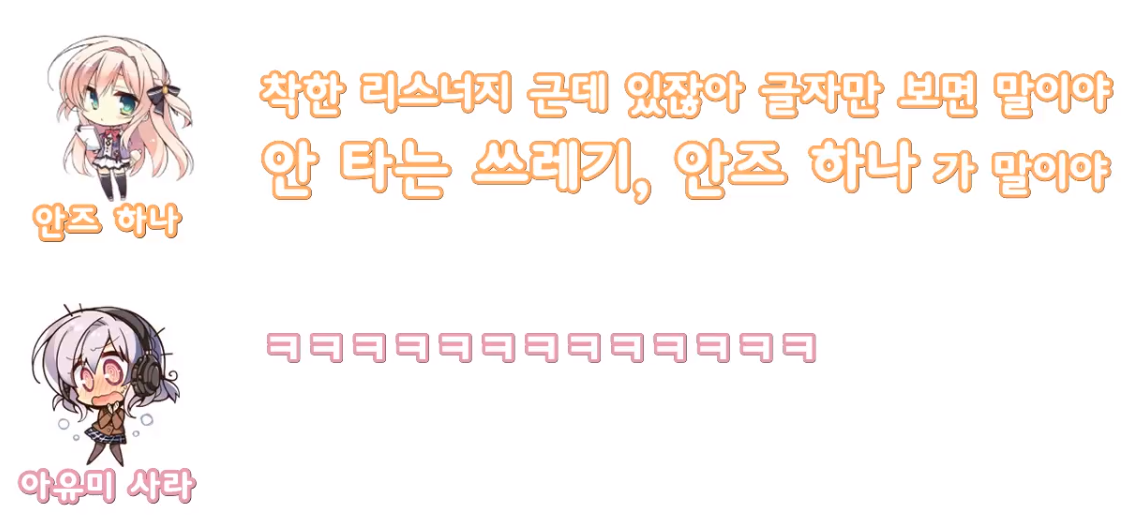 착한 리스너지 근데 있잖아 글자만 보면 말이야
안 타는 쓰레기, 안즈 하나 가 말이야
안즈 하나
ㅋㅋㅋㅋㅋㅋㅋㅋㅋㅋㅋㅋㅋ
아유미 사라